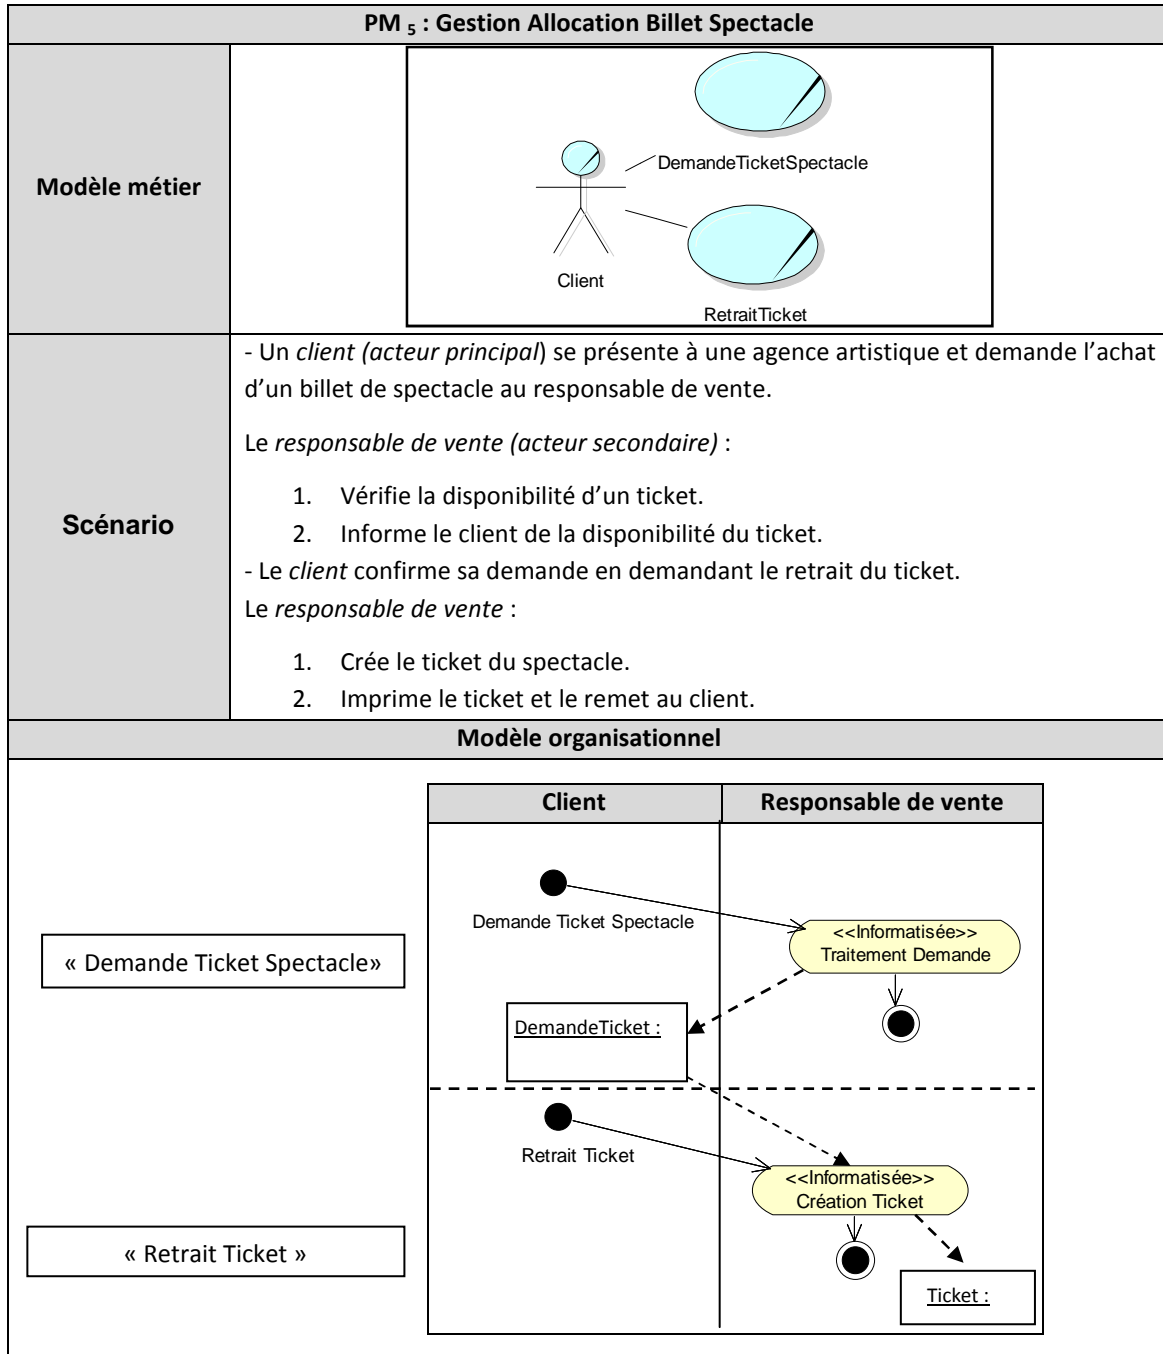 PM 5 : Gestion Allocation Billet Spectacle
Modèle métier
DemandeTicketSpectacle
Client
RetraitTicket
Scénario
- Un client (acteur principal) se présente à une agence artistique et demande l’achat
d’un billet de spectacle au responsable de vente.
Le responsable de vente (acteur secondaire) :
1. Vérifie la disponibilité d’un ticket.
2. Informe le client de la disponibilité du ticket.
- Le client confirme sa demande en demandant le retrait du ticket.
Le responsable de vente :
1. Crée le ticket du spectacle.
2. Imprime le ticket et le remet au client.
Modèle organisationnel
Client
Responsable de vente
Demande Ticket Spectacle
<<Informatisée>>
Traitement Demande
« Demande Ticket Spectacle»
DemandeTicket :
Retrait Ticket
<<Informatisée>>
Création Ticket
« Retrait Ticket »
Ticket :